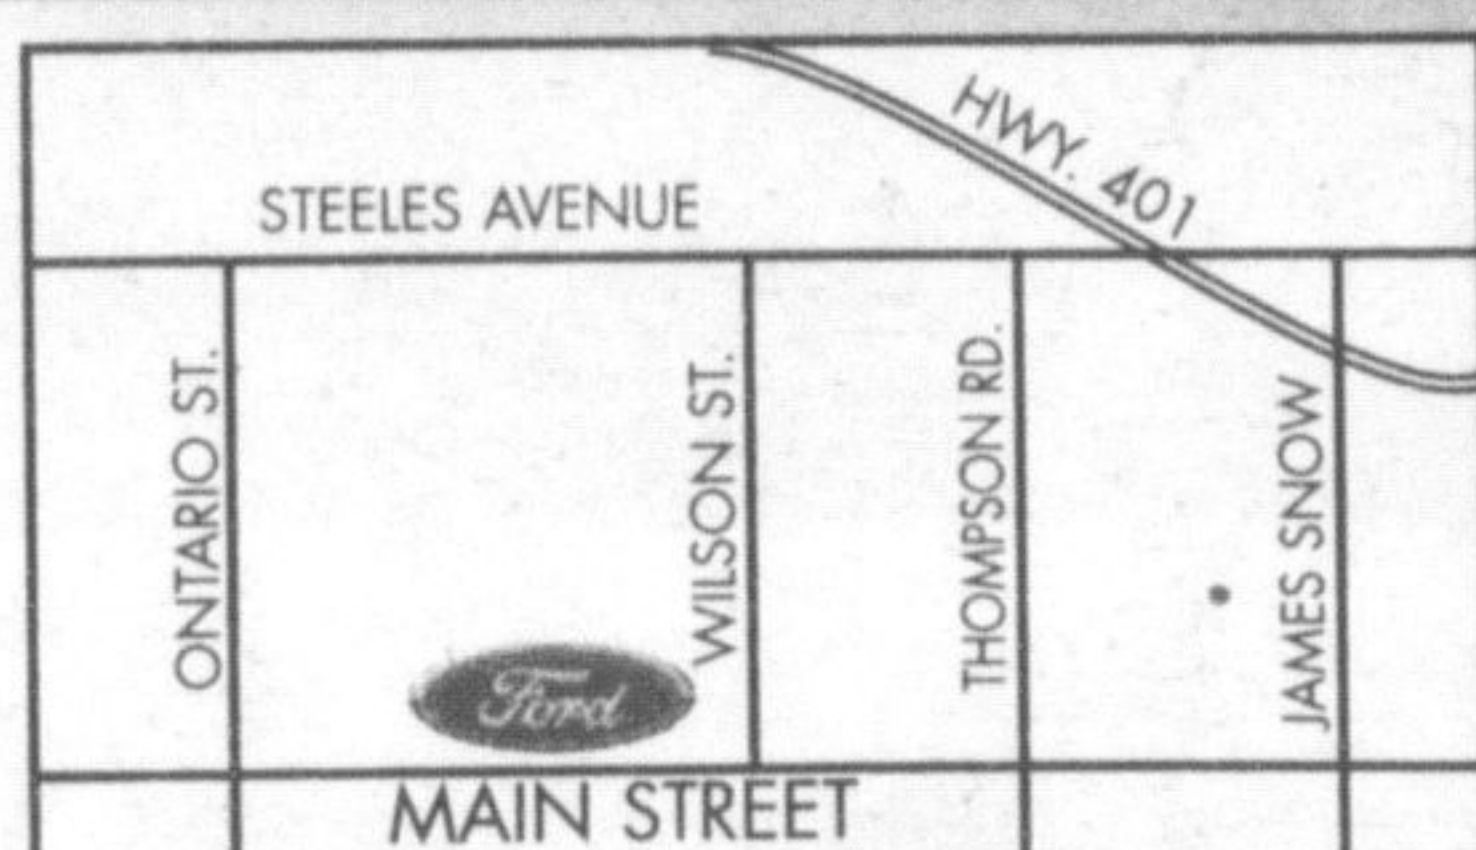 HWY. 401
STEELES AVENUE
ONTARIO ST.
WILSON ST.
THOMPSON RD.
JAMES SNOW
Ford
MAIN STREET